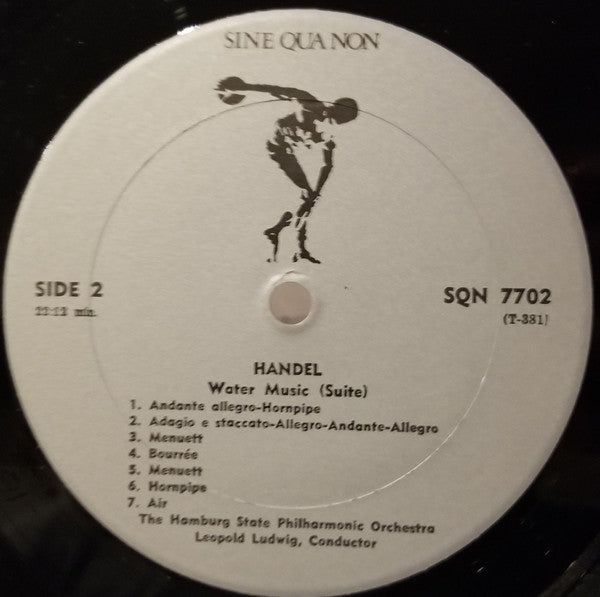 SINE QUA NON
SIDE 2
SQN 7702
min.
(T-381)
HANDEL
Water Music (Suite)
1. Andante allegro-Hornpipe
2. Adagio e staccato-Allegro-Andante-Allegro
3. Menuett
4. Bourrée
5. Menuett
6. Hornpipe
7. Air
The Hamburg State Philharmonic Orchestra
Leopold Ludwig, Conductor